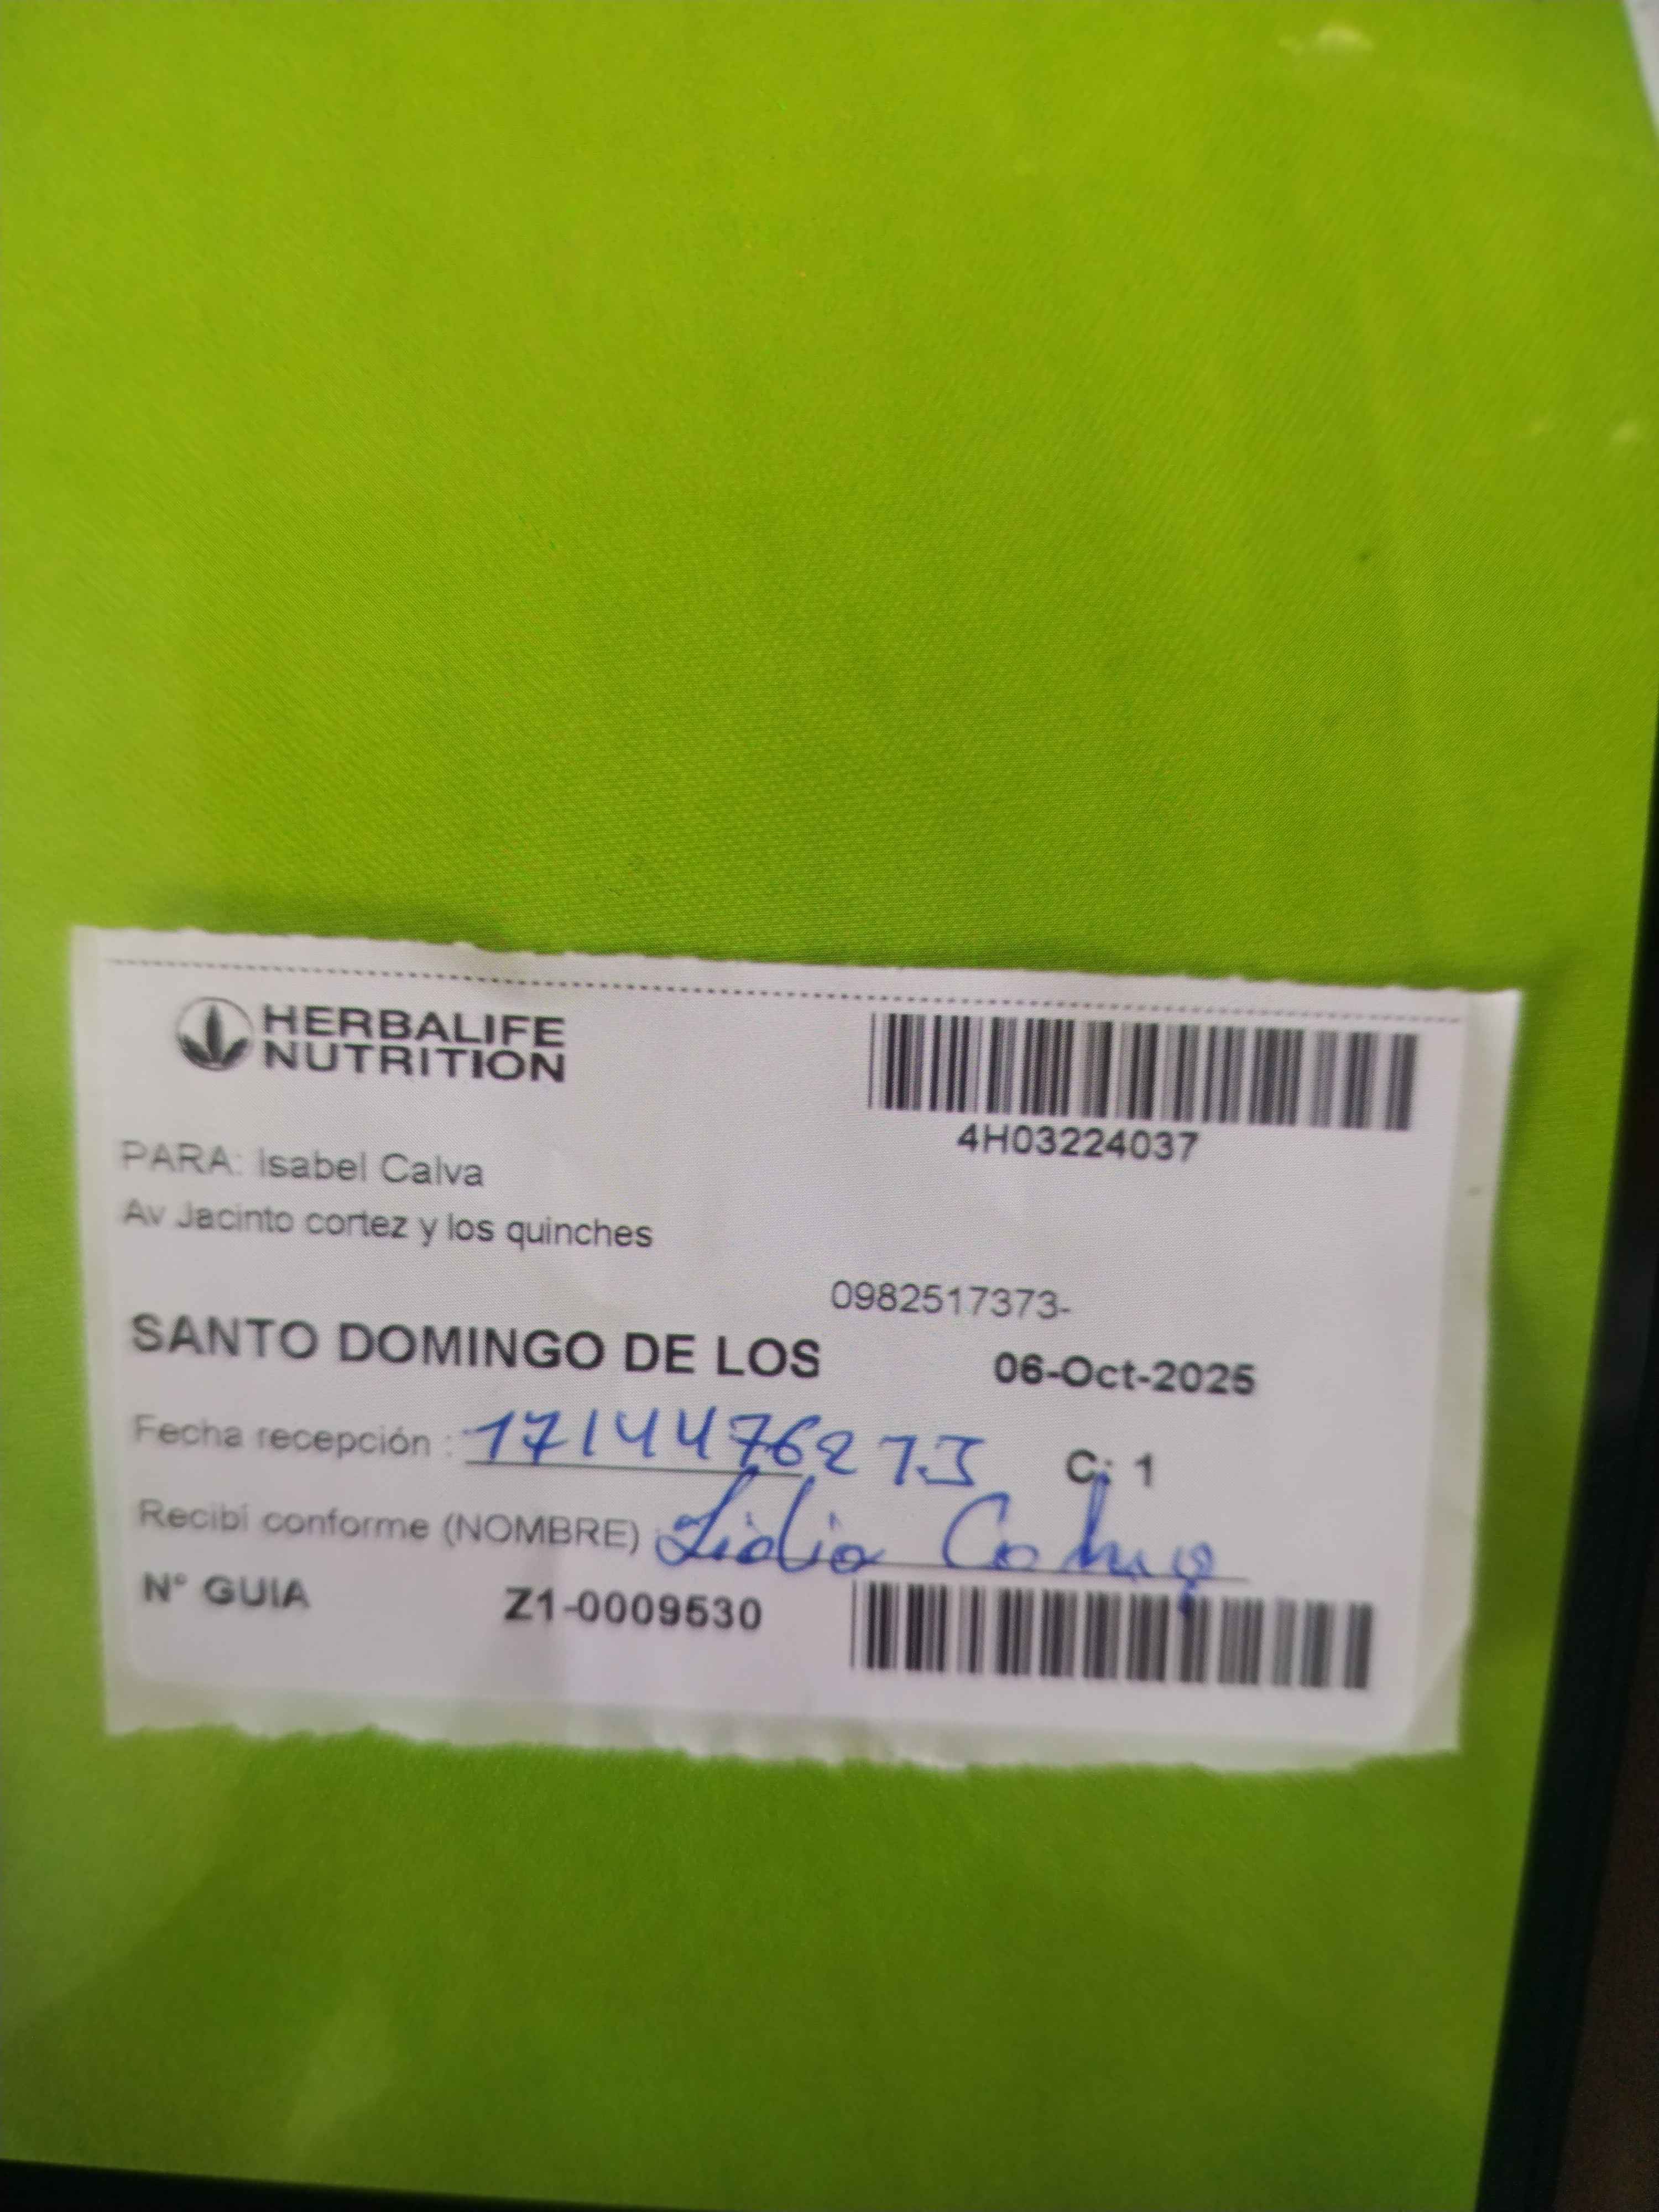 HERBALIFE
NUTRITION
4H03224037
PARA: Isabel Calva
Av Jacinto cortez y los quinches
0982517373-
SANTO DOMINGO DE LOS 06-Oct-2025
Fecha recepción : C: 1
Recibí conforme (NOMBRE) Lidia
N° GUIA Z1-0009530